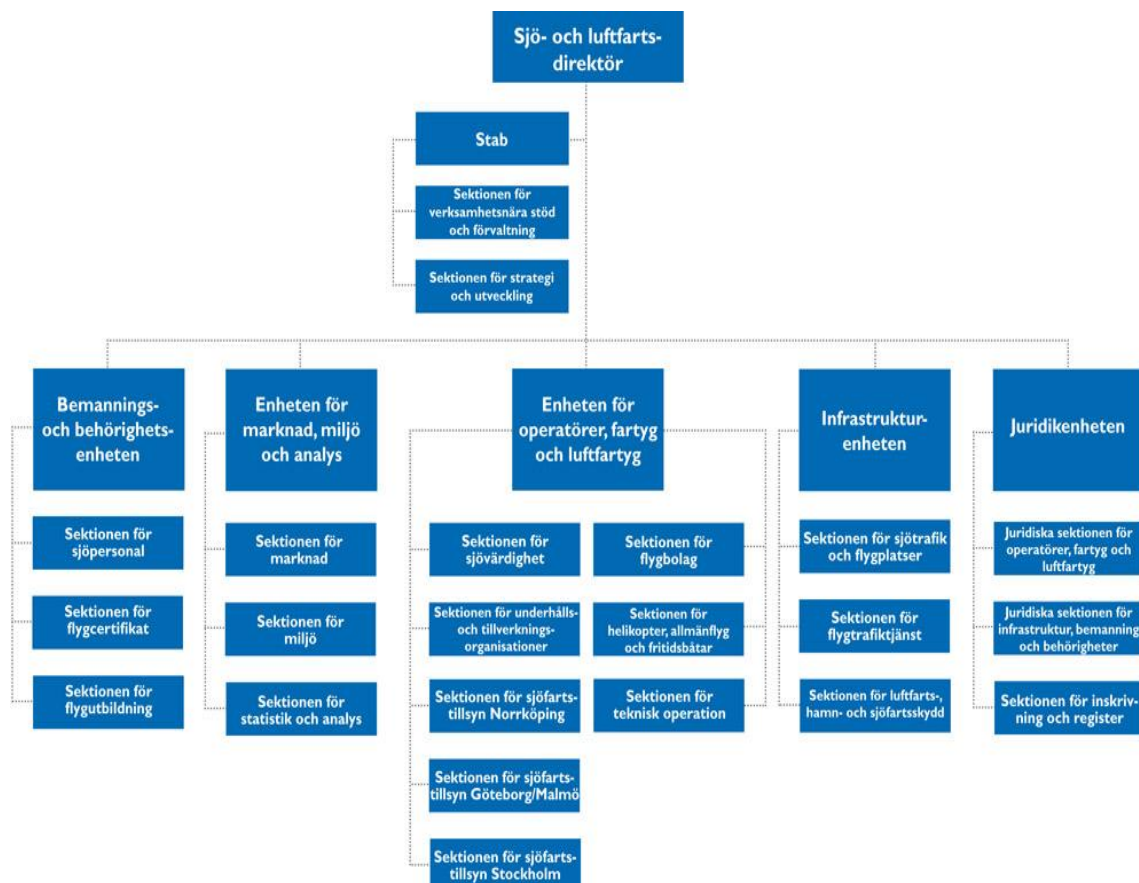 Sjö- och luftfarts-
direktör
Stab
Sektionen för
verksamhetsnära stöd
och förvaltning
Sektionen för strategi
och utveckling
Bemannings-
och behörighets-
enheten
Sektionen för
sjöpersonal
Sektionen för
flygcertifikat
Sektionen för
flygutbildning
Enheten för
marknad, miljö
och analys
Sektionen för
marknad
Sektionen för
miljö
Sektionen för
statistik och analys
Enheten för
operatörer, fartyg
och luftfartyg
Sektionen för
sjövärdighet
Sektionen för underhålls-
och tillverknings-
organisationer
Sektionen för sjöfarts-
tillsyn Norrköping
Sektionen för sjöfarts-
tillsyn Göteborg/Malmö
Sektionen för sjöfarts-
tillsyn Stockholm
Sektionen för
flygbolag
Sektionen för
helikopter, allmänflyg
och fritidsbåtar
Sektionen för
teknisk operation
Infrastruktur-
enheten
Sektionen för sjötrafik
och flygplatser
Sektionen för
flygtrafiktjänst
Sektionen för luftfarts-,
hamn- och sjöfartsskydd
Juridikenheten
Juridiska sektionen för
operatörer, fartyg och
luftfartyg
Juridiska sektionen för
infrastruktur, bemanning
och behörigheter
Sektionen för inskriv-
ning och register